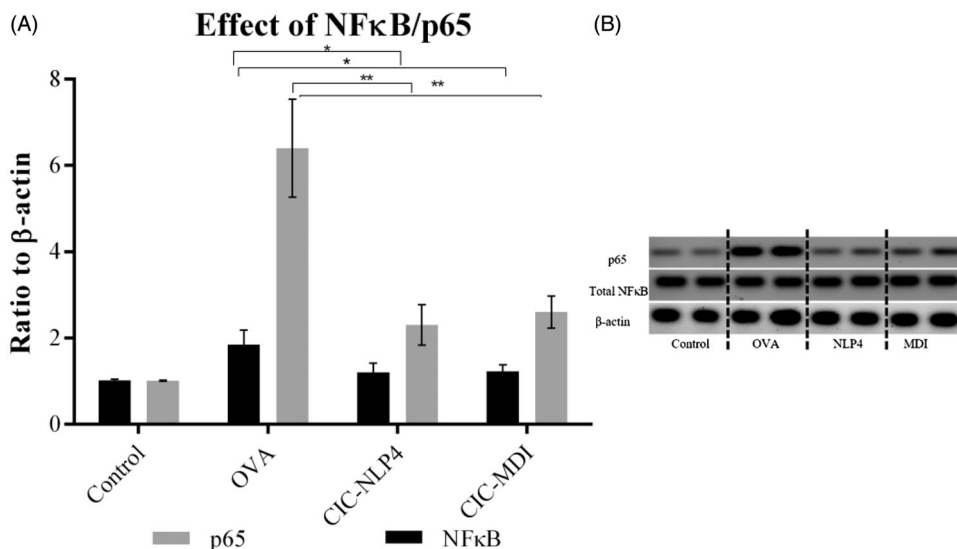 (A)
Effect of NFκB/p65
*
*
**
**
Ratio to β-actin
8
6
4
2
0
Control
OVA
CIC-NLP4
CIC-MDI
p65
NFκB
(B)
p65
Total NFκB
β-actin
Control OVA NLP4 MDI